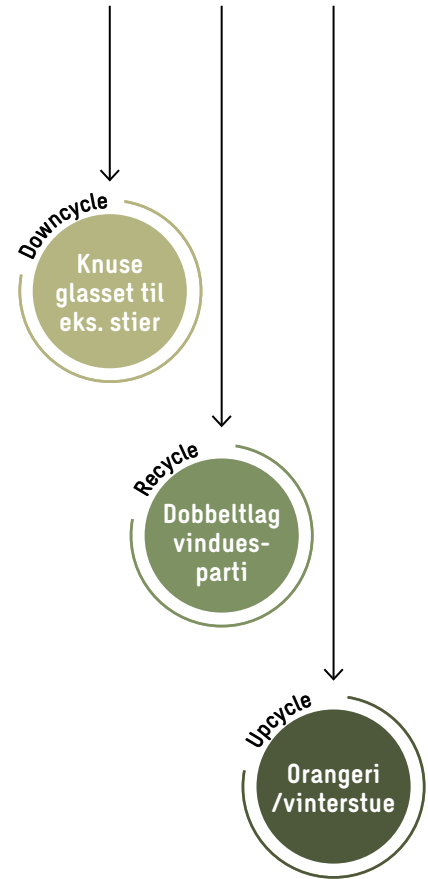 Downcycle
Knuse
glasset til
eks. stier
Recycle
Dobbeltlag
vindues-
parti
Upcycle
Orangeri
/vinterstue